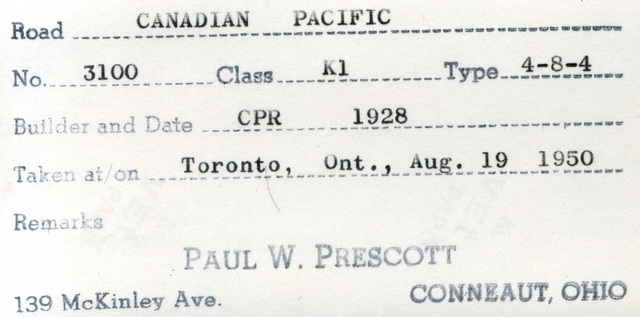 Road CANADIAN PACIFIC
No. 3100 Class K1 Type 4-8-4
Builder and Date CPR 1928
Taken at/on Toronto, Ont., Aug. 19 1950
Remarks
PAUL W. PRESCOTT
139 McKinley Ave. CONNEAUT, OHIO